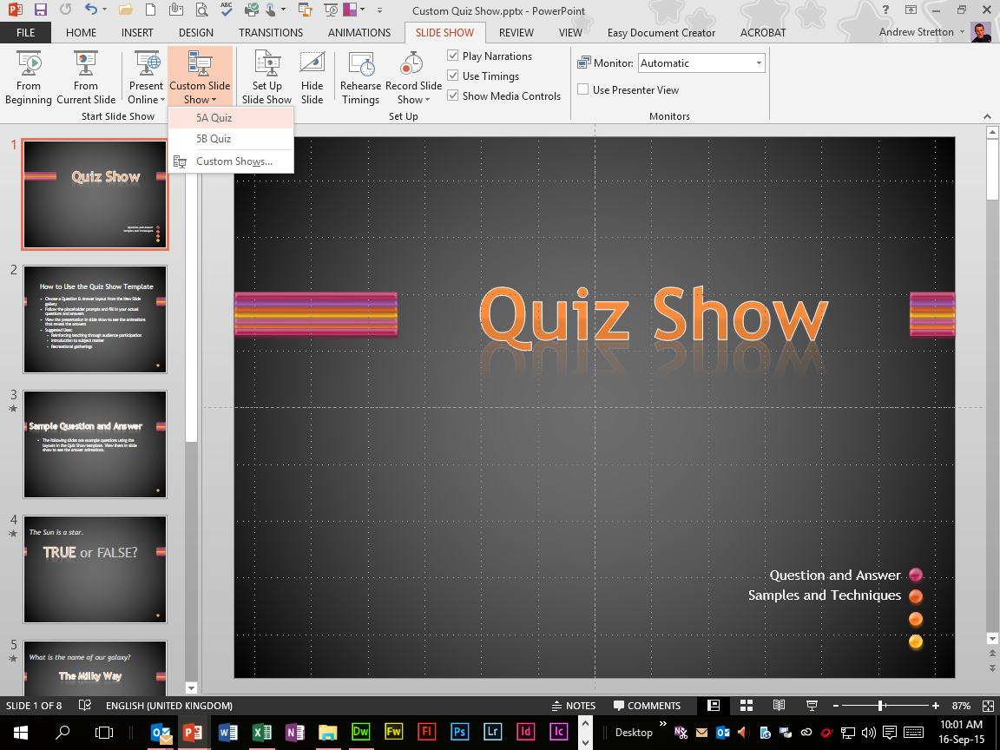 Custom Quiz Show.pptx - PowerPoint
FILE HOME INSERT DESIGN TRANSITIONS ANIMATIONS SLIDE SHOW REVIEW VIEW Easy Document Creator ACROBAT Andrew Stretton
From Beginning
From Current Slide
Present Online
Custom Slide Show
Set Up Slide Show
Hide Slide
Rehearse Timings
Record Slide Show
Play Narrations
Use Timings
Show Media Controls
Monitor: Automatic
Use Presenter View
Start Slide Show
Set Up
Monitors
5A Quiz
5B Quiz
Custom Shows...
1
Quiz Show
Question and Answer
Samples and Techniques
2
How to Use the Quiz Show Template
• Choose a Question & Answer layout from the New Slide
gallery
• Follow the placeholder prompts and fill in your actual
questions and answers
• View the presentation in slide show to see the animations
that reveal the answers
• Suggested Uses:
– Reinforcing teaching through audience participation
– Introduction to subject matter
– Recreational gatherings
3
Sample Question and Answer
• The following slides are example questions using the
layouts in the Quiz Show template. View them in slide
show to see the answer animations.
4
The Sun is a star.
TRUE or FALSE?
5
What is the name of our galaxy?
The Milky Way
Quiz Show
Question and Answer
Samples and Techniques
SLIDE 1 OF 8 ENGLISH (UNITED KINGDOM) NOTES COMMENTS 87%
Desktop
10:01 AM
16-Sep-15